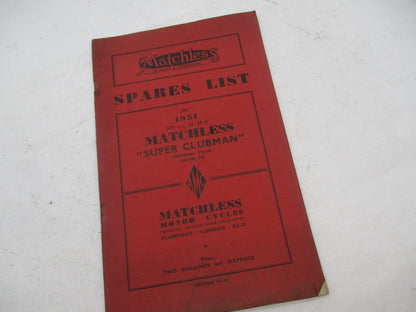 Matchless
SPARES LIST
for
1951
MATCHLESS
"SUPER CLUBMAN"
VERTICAL TWIN
MATCHLESS
MOTOR CYCLES
PLUMSTEAD · LONDON · S.E.18
Price:
TWO SHILLINGS and SIXPENCE